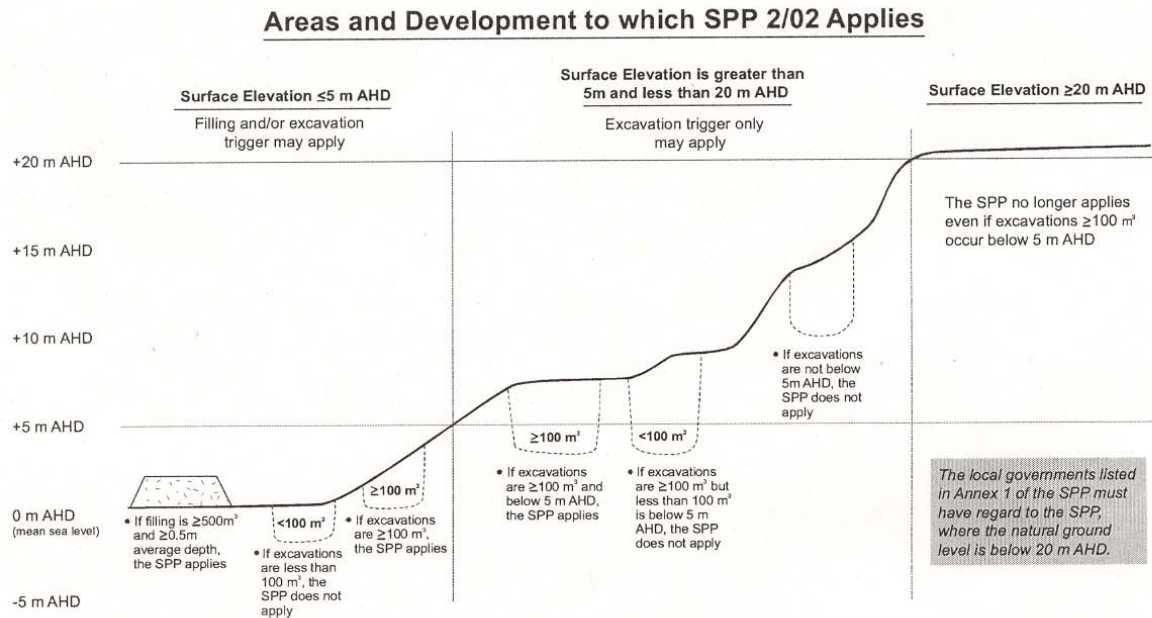 Areas and Development to which SPP 2/02 Applies
Surface Elevation ≤5 m AHD
Filling and/or excavation
trigger may apply
Surface Elevation is greater than
5m and less than 20 m AHD
Excavation trigger only
may apply
Surface Elevation ≥20 m AHD
+20 m AHD
+15 m AHD
+10 m AHD
+5 m AHD
0 m AHD
(mean sea level)
-5 m AHD
• If filling is ≥500m³
and ≥0.5m
average depth,
the SPP applies
<100 m³
• If excavations
are less than
100 m³, the
SPP does not
apply
≥100 m³
• If excavations
are ≥100 m³,
the SPP applies
≥100 m³
• If excavations
are ≥100 m³ and
below 5 m AHD,
the SPP applies
<100 m³
• If excavations
are ≥100 m³ but
less than 100 m³
is below 5 m
AHD, the SPP
does not apply
• If excavations
are not below
5m AHD, the
SPP does not
apply
The SPP no longer applies
even if excavations ≥100 m³
occur below 5 m AHD
The local governments listed
in Annex 1 of the SPP must
have regard to the SPP,
where the natural ground
level is below 20 m AHD.